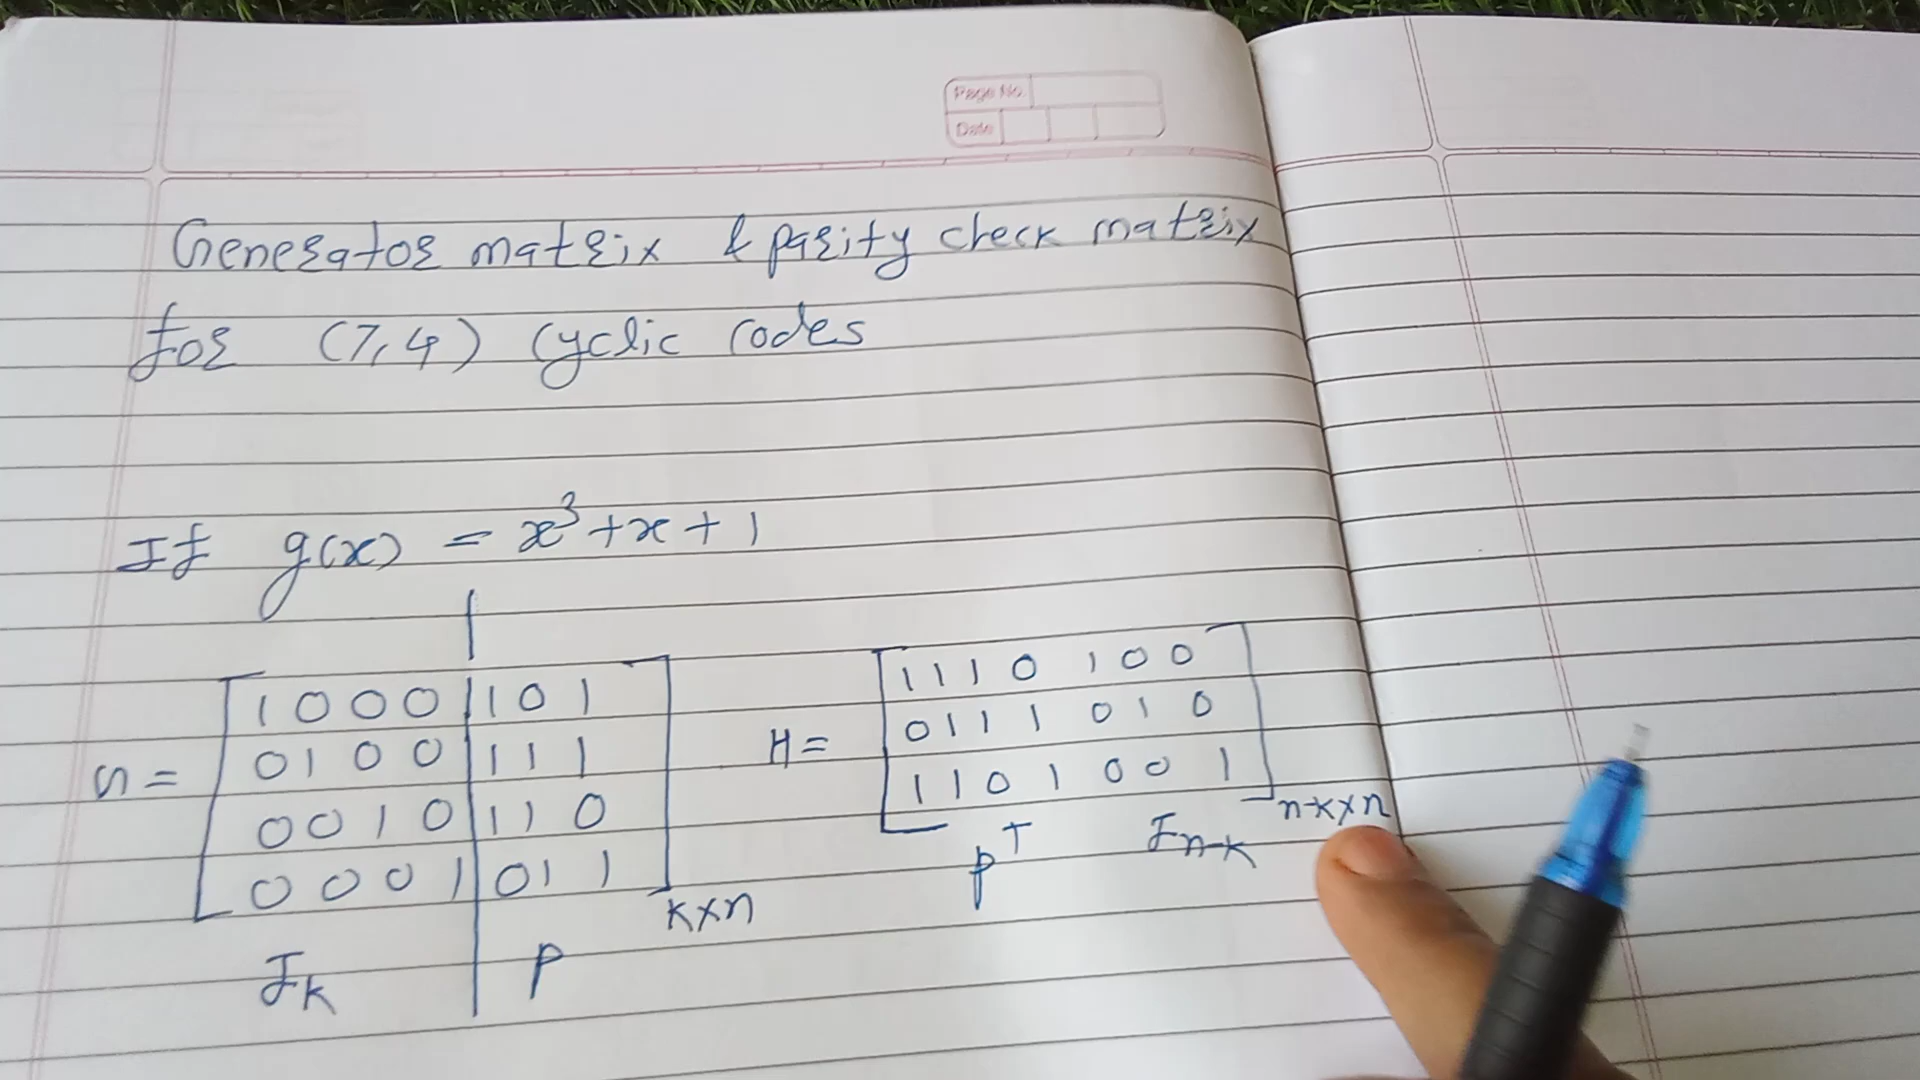 Page No.
Date
Generator matrix & parity check matrix
for (7,4) cyclic codes
If g(x) = x³+x+1
G = 1 0 0 0 1 0 1
0 1 0 0 1 1 1
0 0 1 0 1 1 0
0 0 0 1 0 1 1
k×n
Ik P
H = 1 1 1 0 1 0 0
0 1 1 1 0 1 0
1 1 0 1 0 0 1
n-k×n
Pᵀ In-k